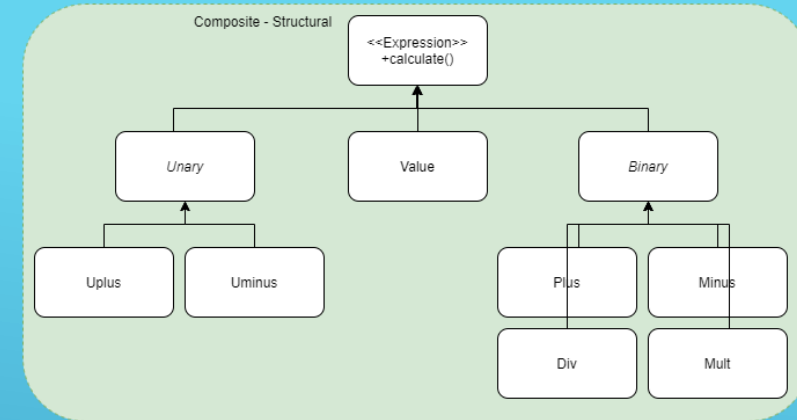 Composite - Structural
<<Expression>>
+calculate()
Unary
Value
Binary
Uplus
Uminus
Plus
Minus
Div
Mult